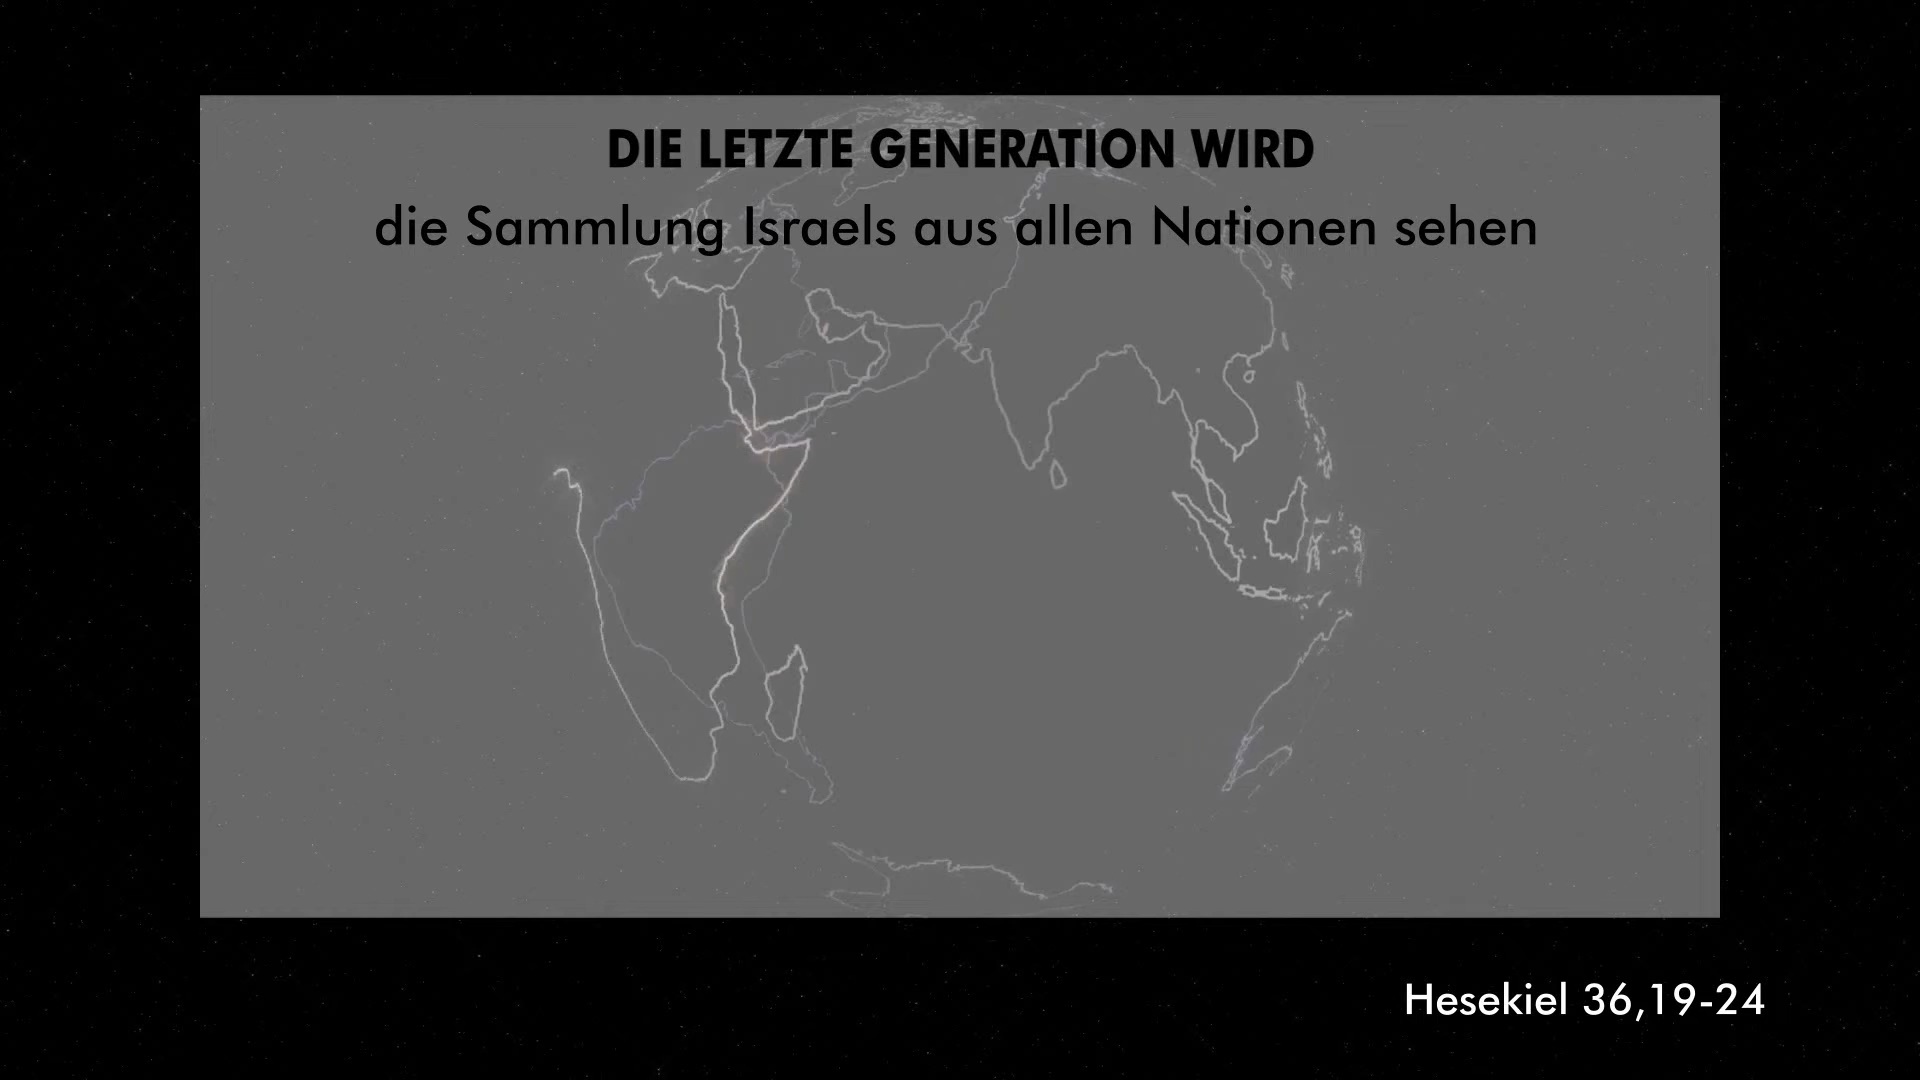 DIE LETZTE GENERATION WIRD
die Sammlung Israels aus allen Nationen sehen
Hesekiel 36,19-24